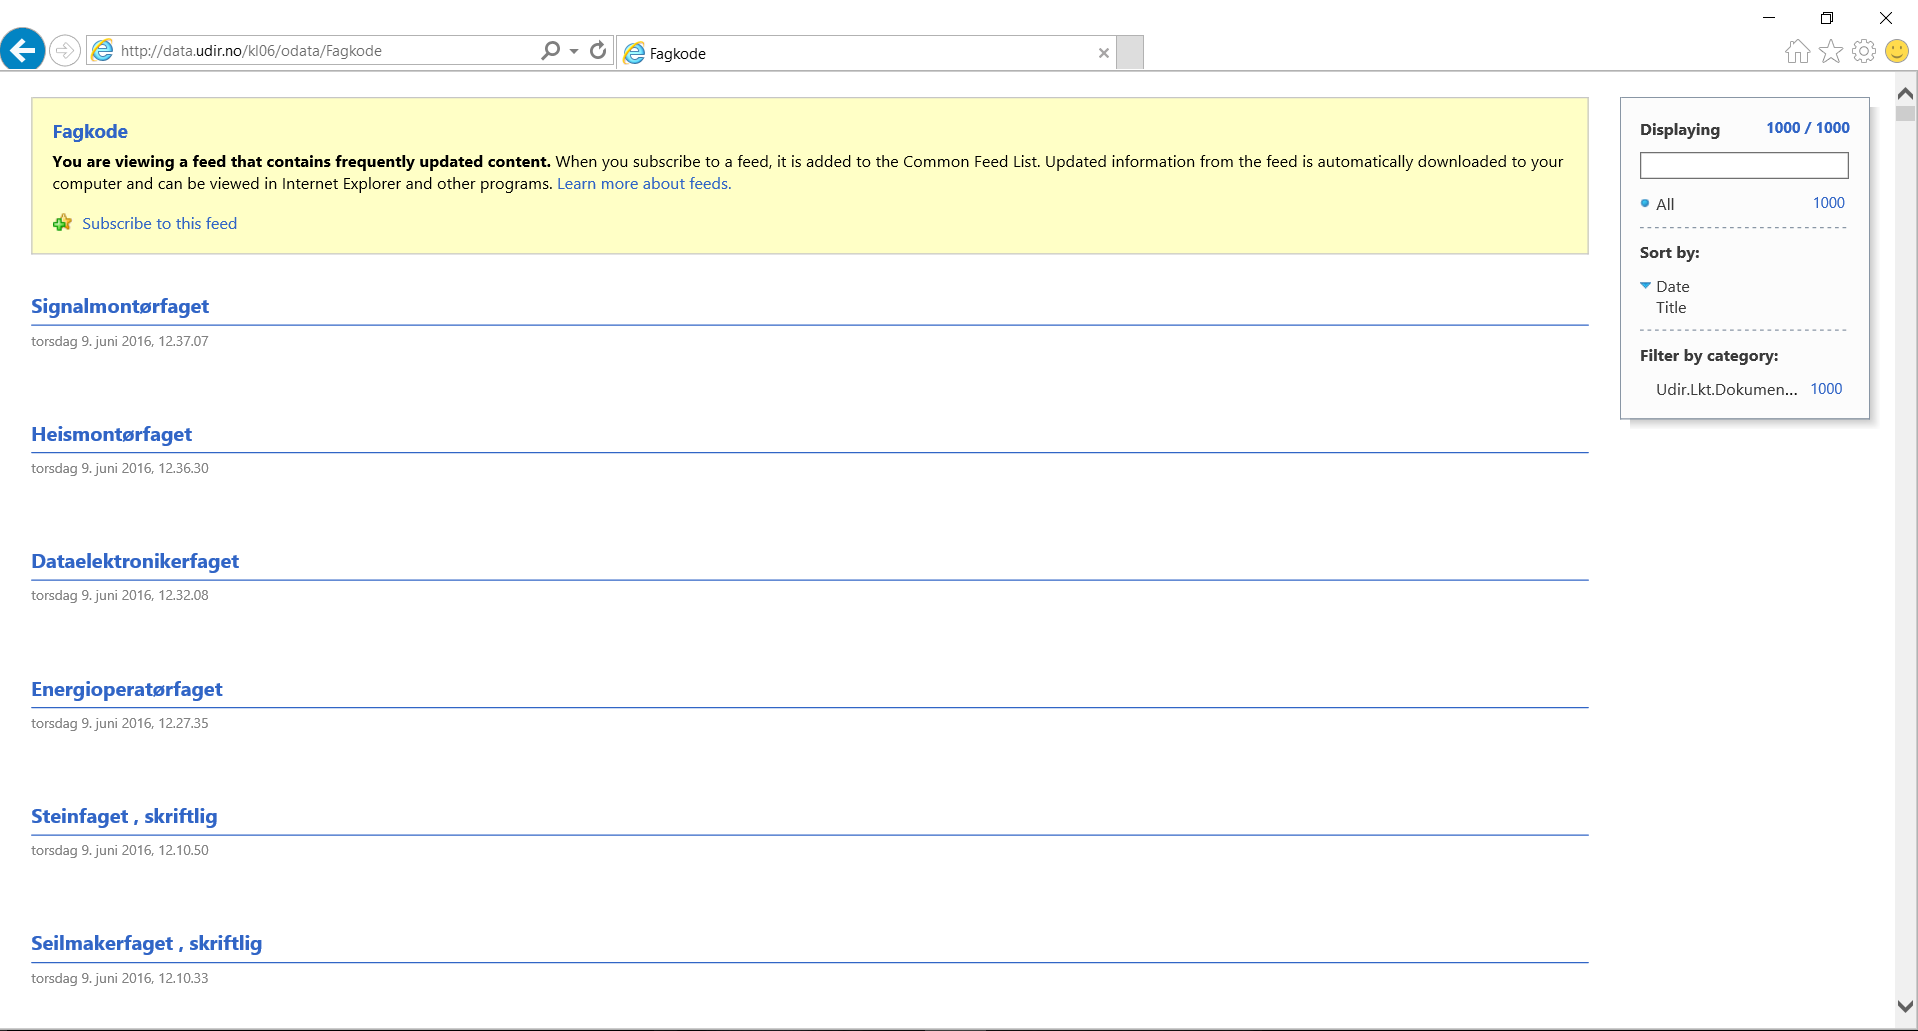 http://data.udir.no/kl06/odata/Fagkode
Fagkode
Fagkode
You are viewing a feed that contains frequently updated content. When you subscribe to a feed, it is added to the Common Feed List. Updated information from the feed is automatically downloaded to your
computer and can be viewed in Internet Explorer and other programs. Learn more about feeds.
Subscribe to this feed
Signalmontørfaget
torsdag 9. juni 2016, 12.37.07
Heismontørfaget
torsdag 9. juni 2016, 12.36.30
Dataelektronikerfaget
torsdag 9. juni 2016, 12.32.08
Energioperatørfaget
torsdag 9. juni 2016, 12.27.35
Steinfaget , skriftlig
torsdag 9. juni 2016, 12.10.50
Seilmakerfaget , skriftlig
torsdag 9. juni 2016, 12.10.33
Displaying 1000 / 1000
All 1000
Sort by:
Date
Title
Filter by category:
Udir.Lkt.Dokumen... 1000